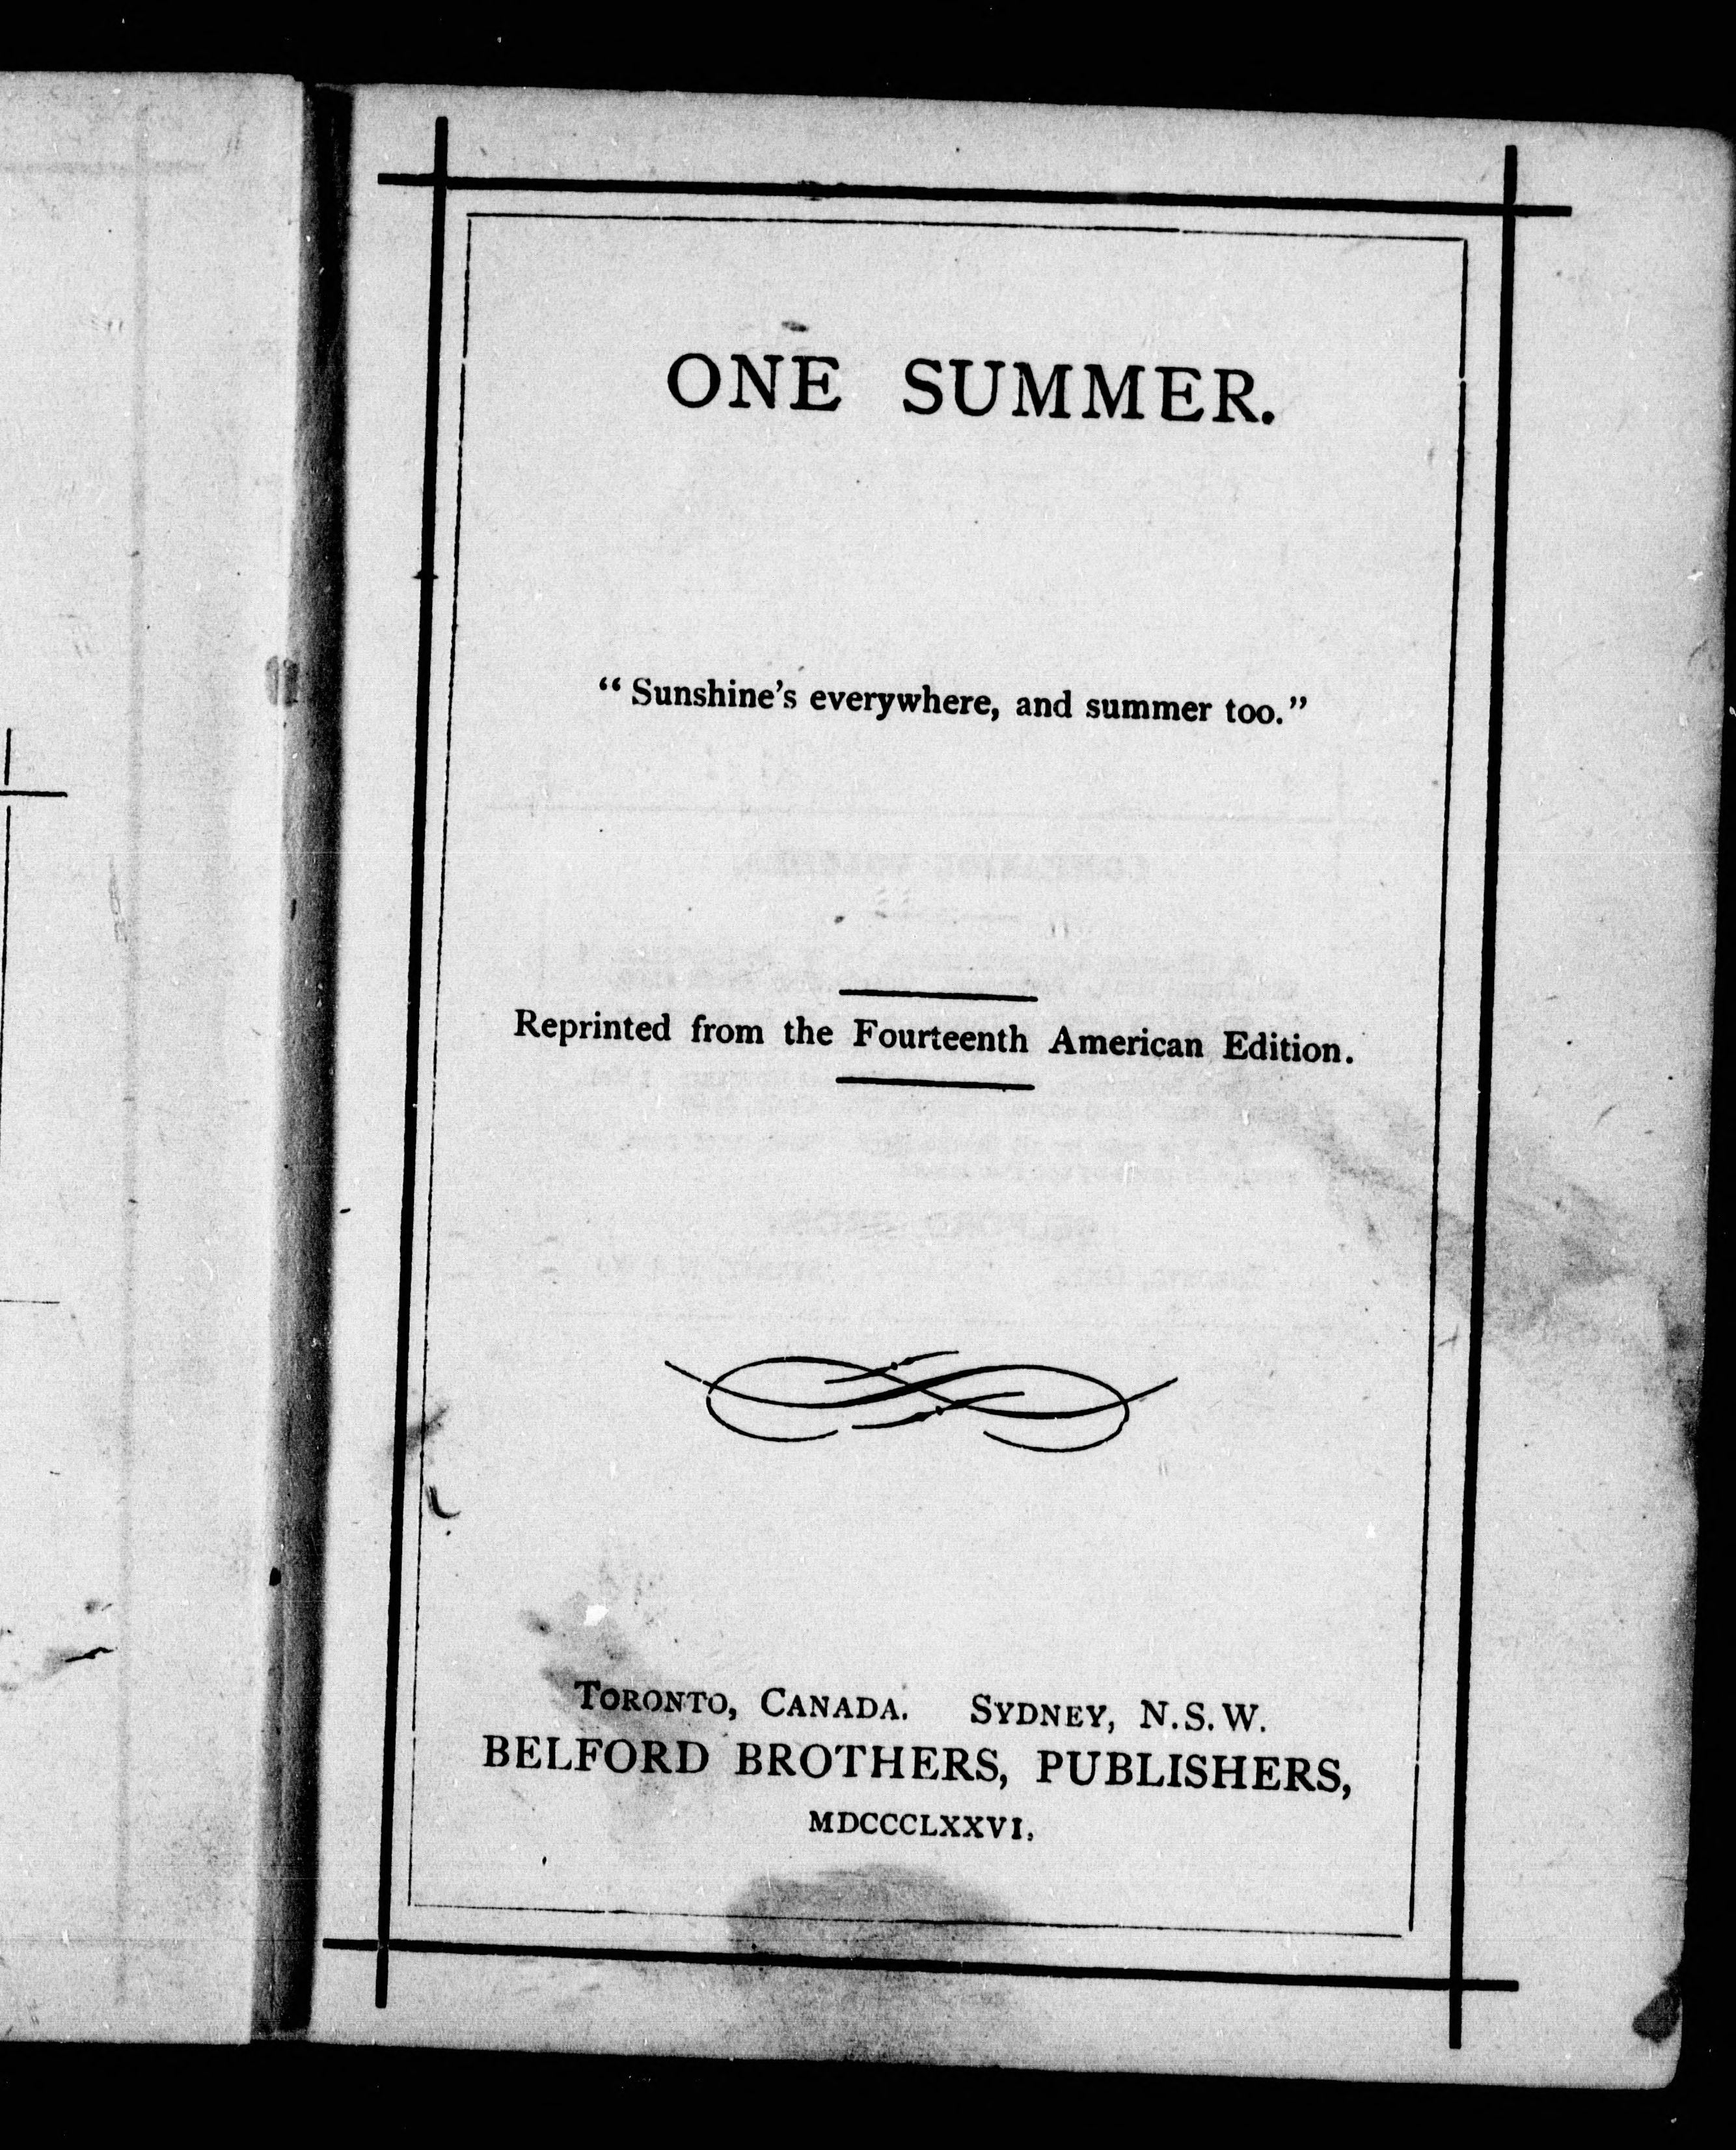 ONE SUMMER.
“Sunshine’s everywhere, and summer too.”
Reprinted from the Fourteenth American Edition.
TORONTO, CANADA. SYDNEY, N.S.W.
BELFORD BROTHERS, PUBLISHERS,
MDCCCLXXVI.